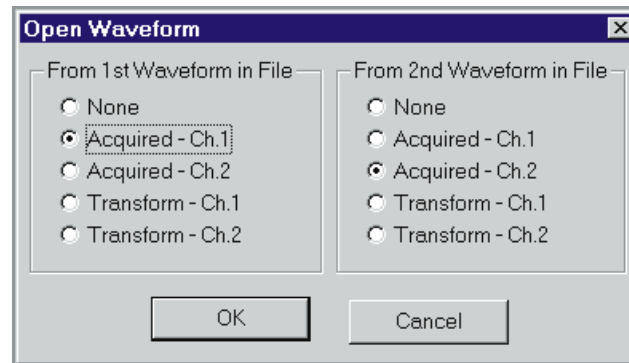 Open Waveform
From 1st Waveform in File
None
Acquired - Ch.1
Acquired - Ch.2
Transform - Ch.1
Transform - Ch.2
From 2nd Waveform in File
None
Acquired - Ch.1
Acquired - Ch.2
Transform - Ch.1
Transform - Ch.2
OK
Cancel